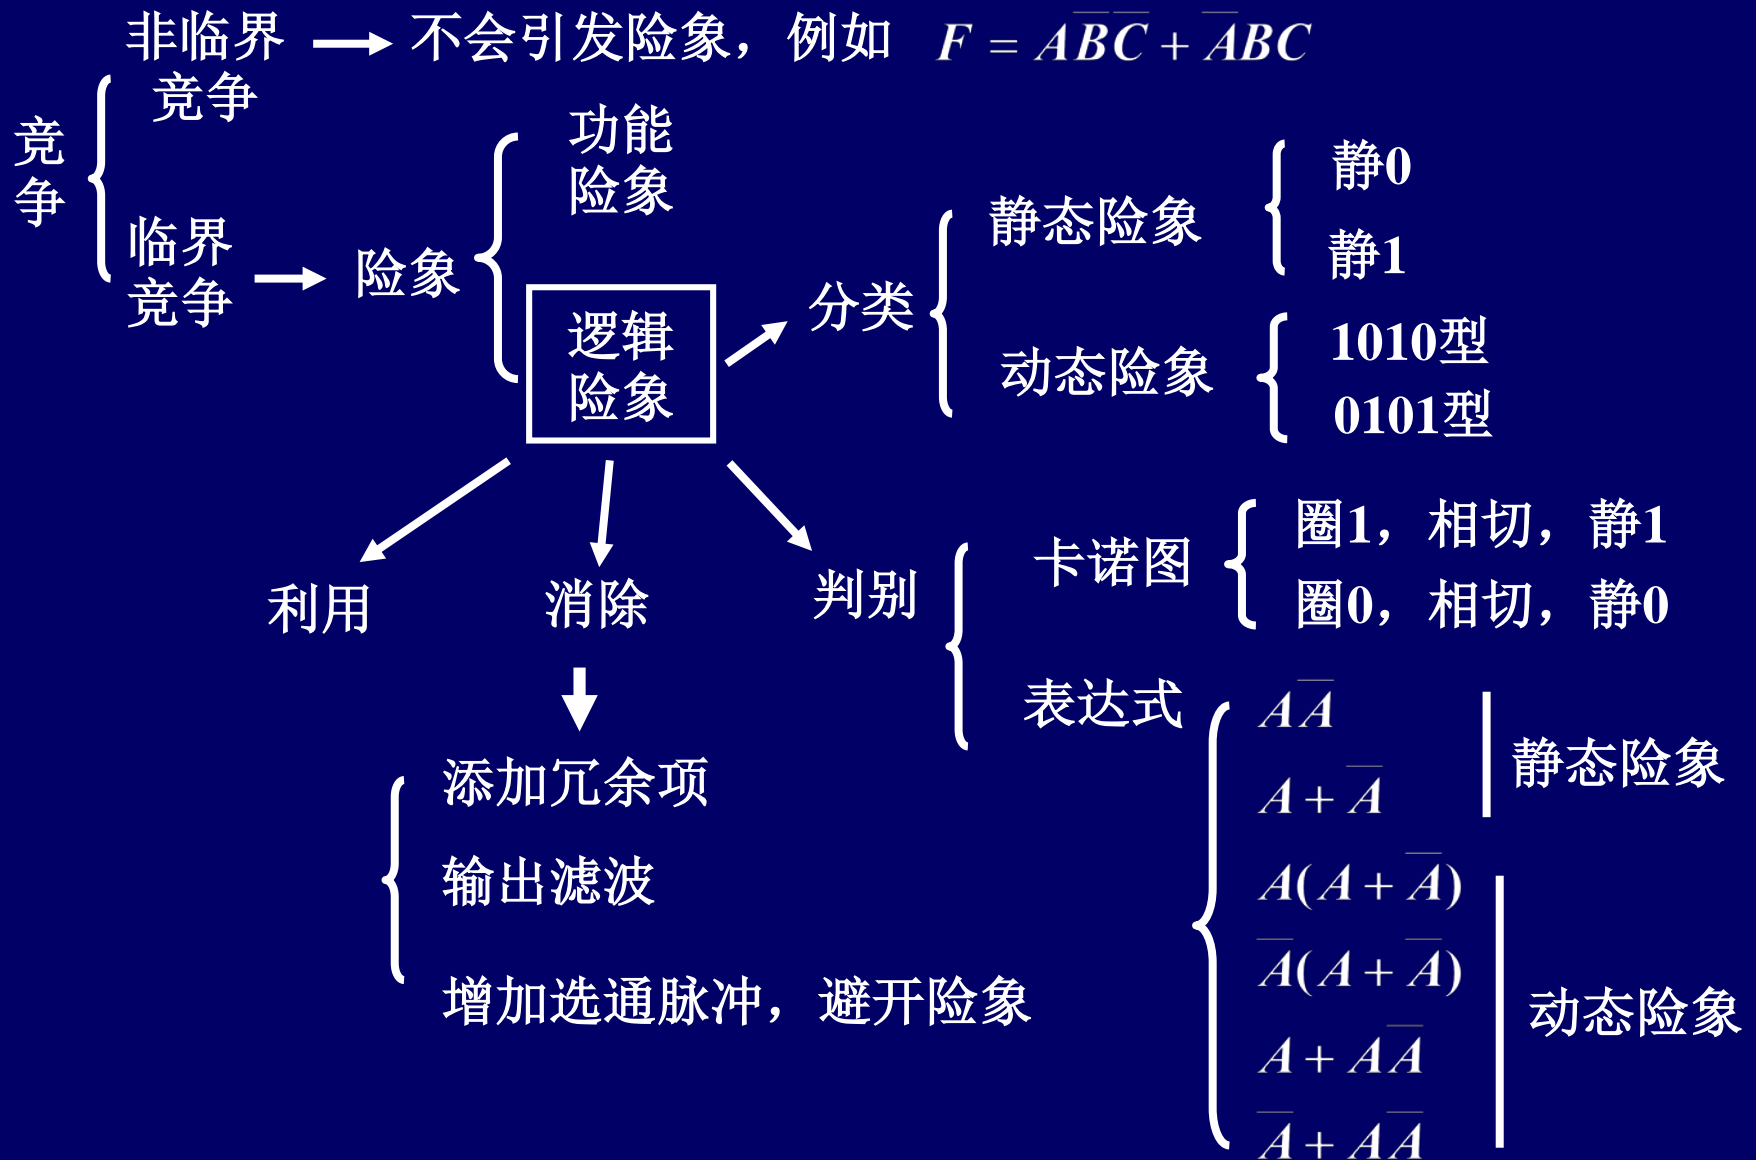 非临界
竞争
不会引发险象，例如 F = AB̅C̅ + A̅BC
竞
争
临界
竞争
险象
功能
险象
逻辑
险象
分类
静态险象
静0
静1
动态险象
1010型
0101型
利用
消除
判别
卡诺图
圈1，相切，静1
圈0，相切，静0
表达式
AA̅
A + A̅
静态险象
A(A + A̅)
A̅(A + A̅)
A + AA̅
A̅ + AA̅
动态险象
添加冗余项
输出滤波
增加选通脉冲，避开险象